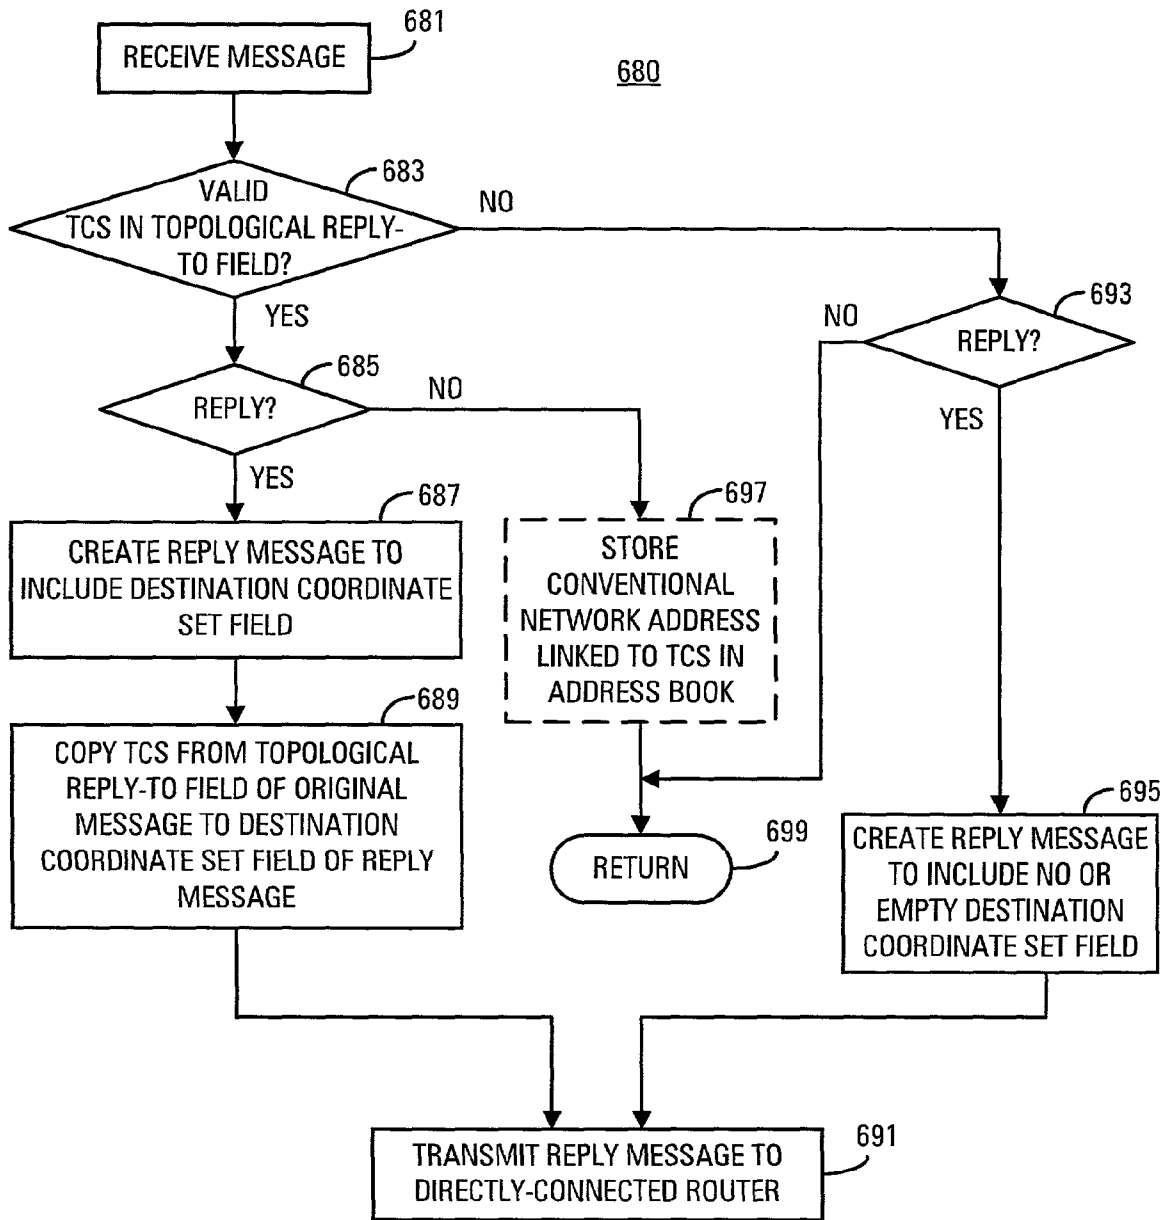 681
RECEIVE MESSAGE
680
683
VALID
TCS IN TOPOLOGICAL REPLY-
TO FIELD?
NO
YES
693
REPLY?
NO
YES
685
REPLY?
NO
YES
687
CREATE REPLY MESSAGE TO
INCLUDE DESTINATION COORDINATE
SET FIELD
697
STORE
CONVENTIONAL
NETWORK ADDRESS
LINKED TO TCS IN
ADDRESS BOOK
689
COPY TCS FROM TOPOLOGICAL
REPLY-TO FIELD OF ORIGINAL
MESSAGE TO DESTINATION
COORDINATE SET FIELD OF REPLY
MESSAGE
699
RETURN
695
CREATE REPLY MESSAGE
TO INCLUDE NO OR
EMPTY DESTINATION
COORDINATE SET FIELD
691
TRANSMIT REPLY MESSAGE TO
DIRECTLY-CONNECTED ROUTER